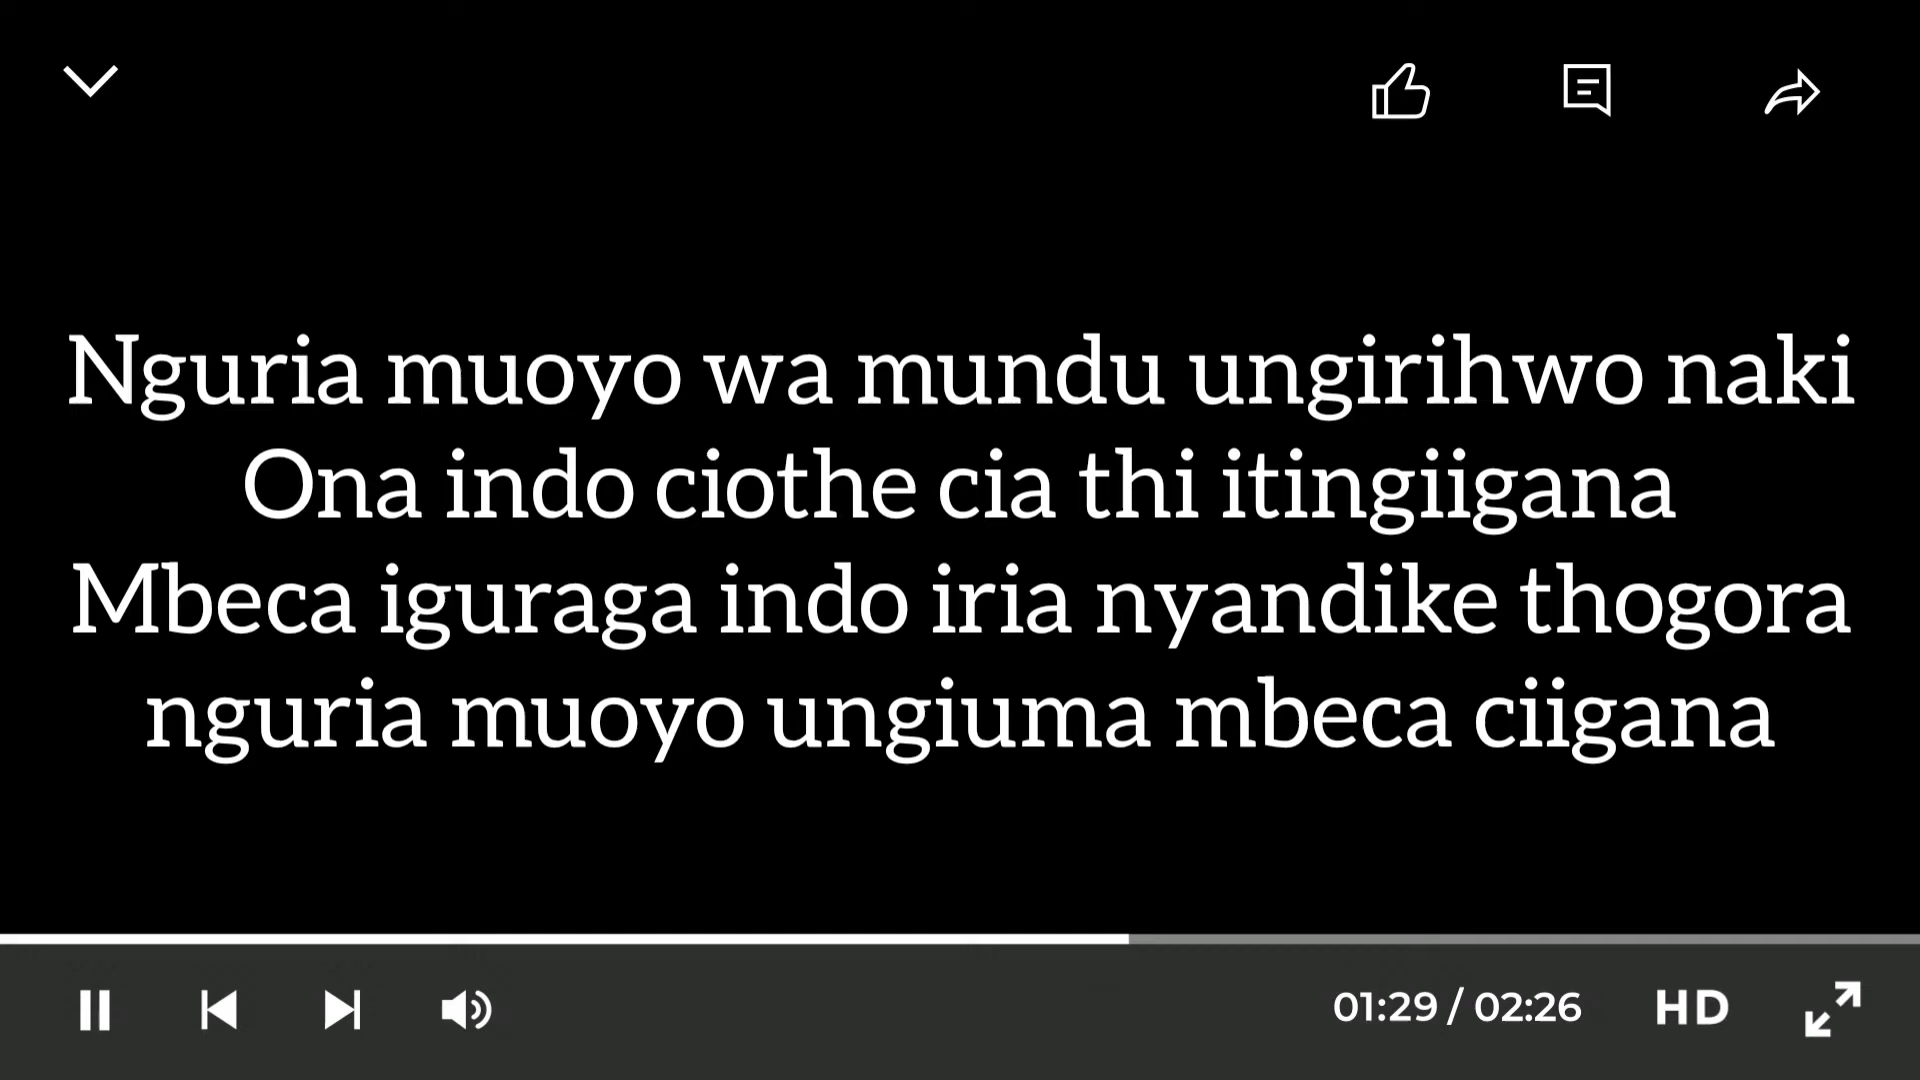 Nguria muoyo wa mundu ungirihwo naki
Ona indo ciothe cia thi itingiigana
Mbeca iguraga indo iria nyandike thogora
nguria muoyo ungiuma mbeca ciigana
01:29 / 02:26 HD